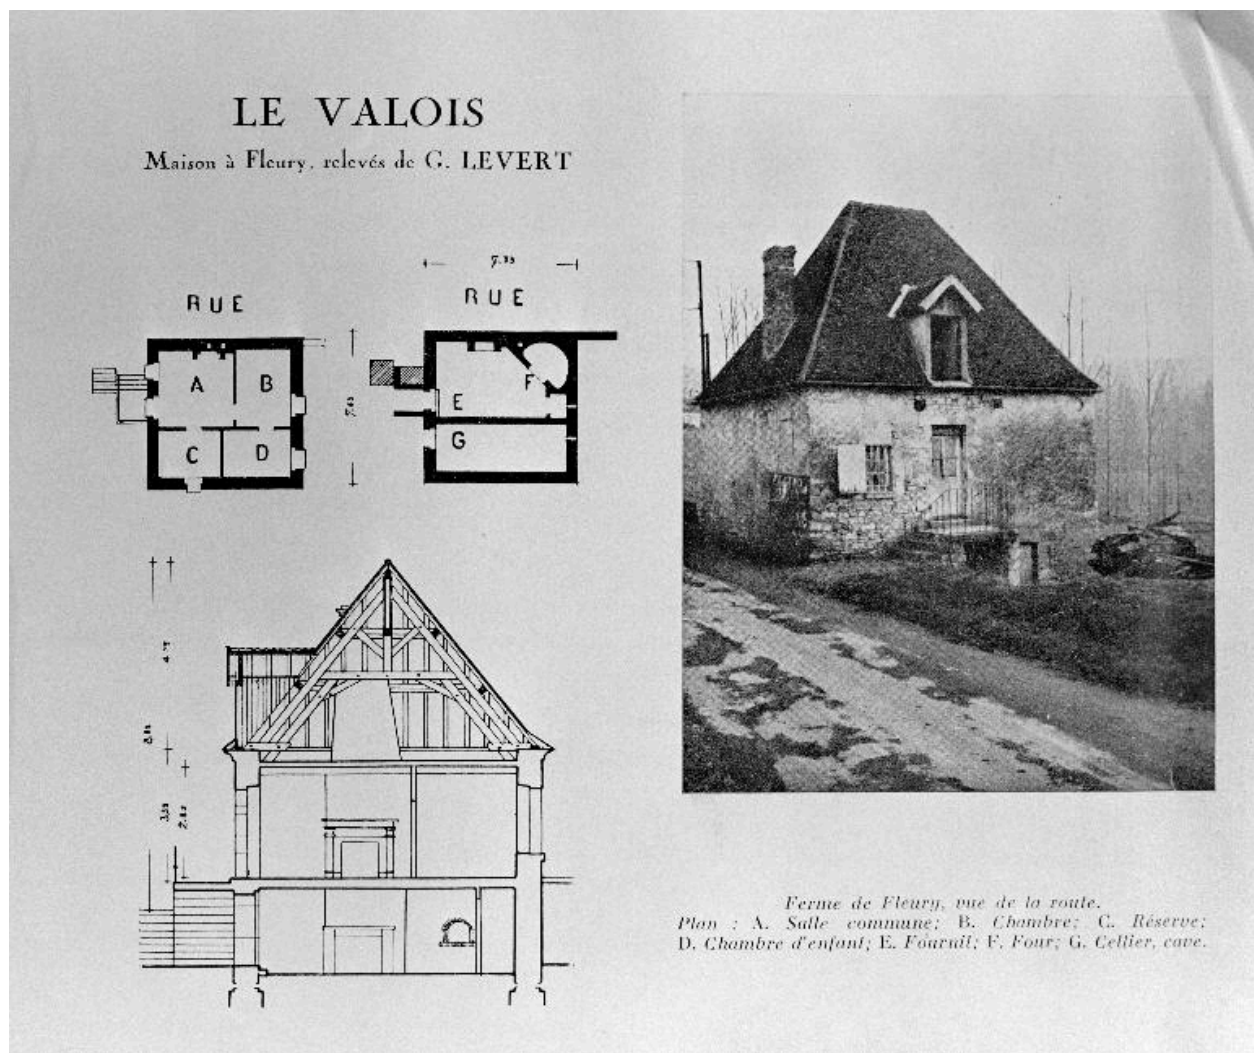 LE VALOIS
Maison à Fleury, relevés de G. LEVERT
RUE
A
B
C
D
RUE
E
F
G
Ferme de Fleury, vue de la route.
Plan : A. Salle commune; B. Chambre; C. Réserve;
D. Chambre d'enfant; E. Fournil; F. Four; G. Cellier, cave.